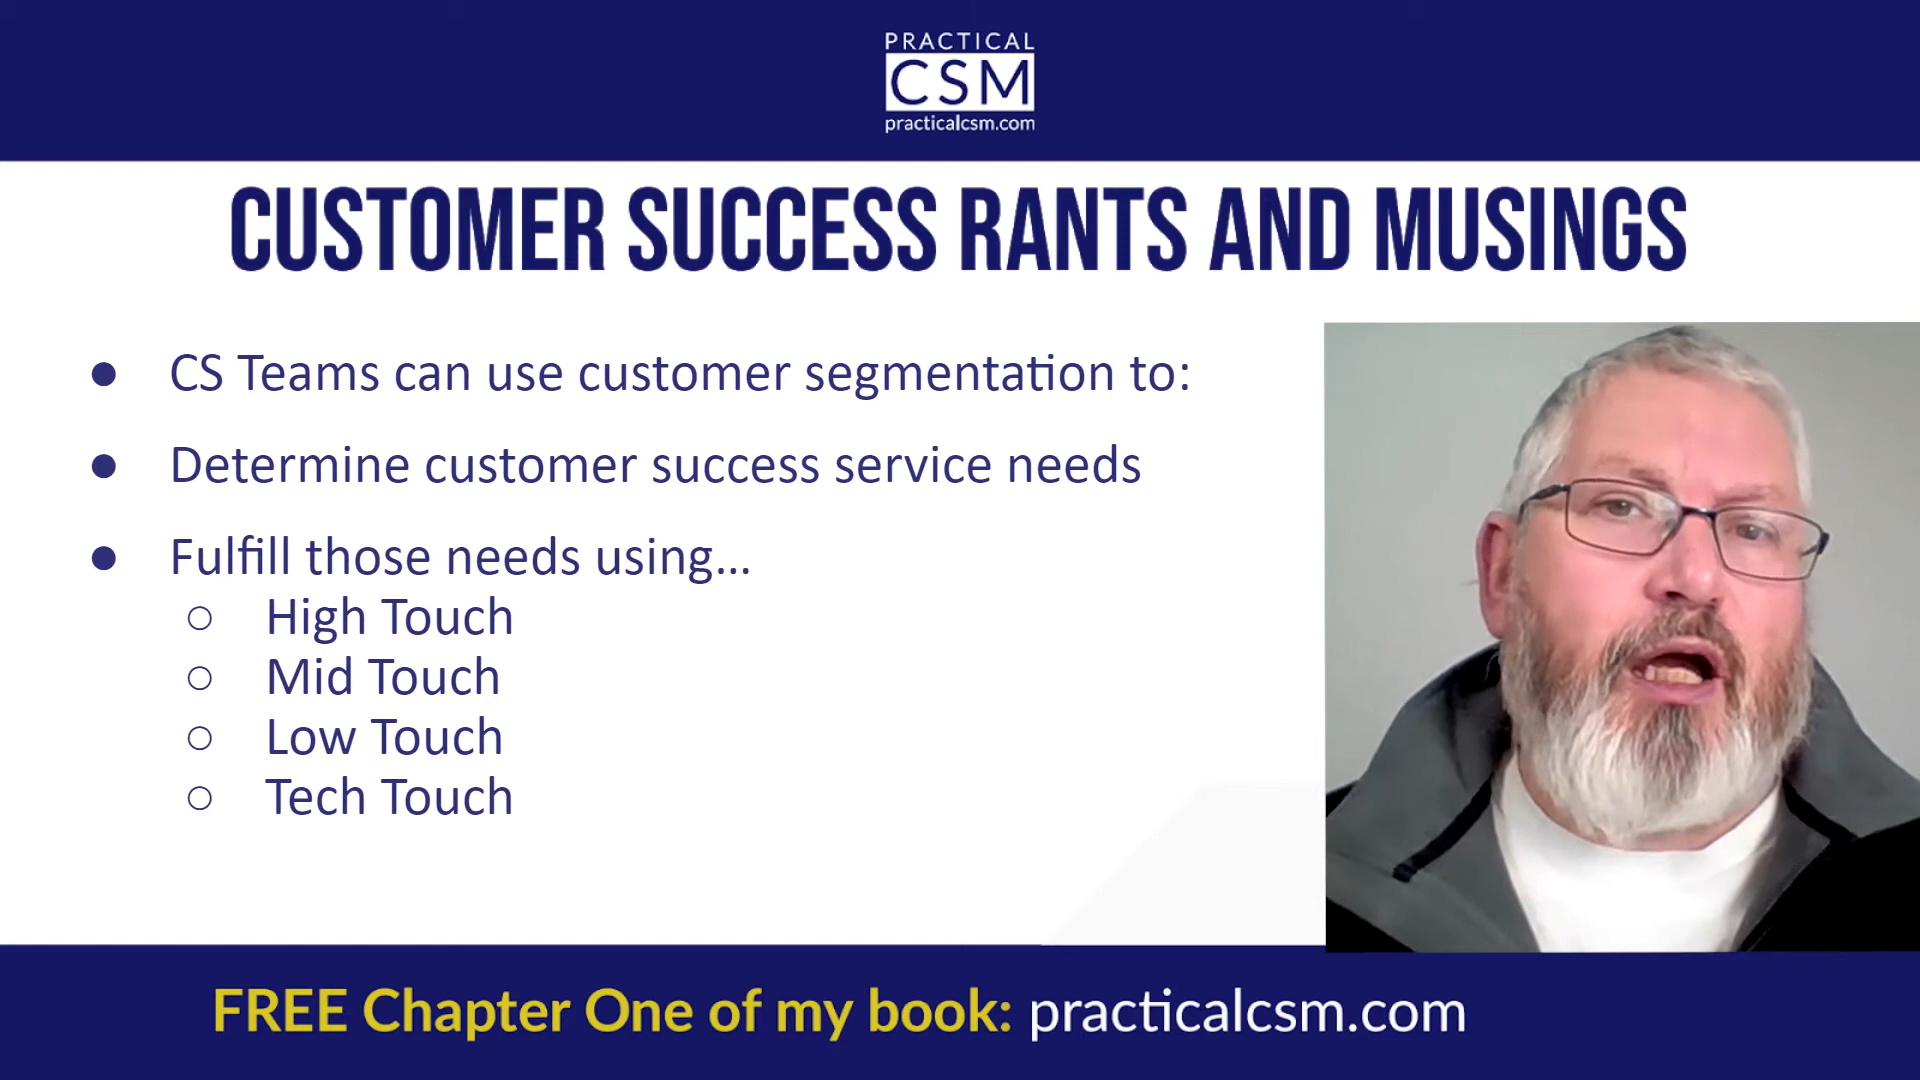 PRACTICAL
CSM
practicalcsm.com
CUSTOMER SUCCESS RANTS AND MUSINGS
● CS Teams can use customer segmentation to:
● Determine customer success service needs
● Fulfill those needs using...
○ High Touch
○ Mid Touch
○ Low Touch
○ Tech Touch
FREE Chapter One of my book: practicalcsm.com